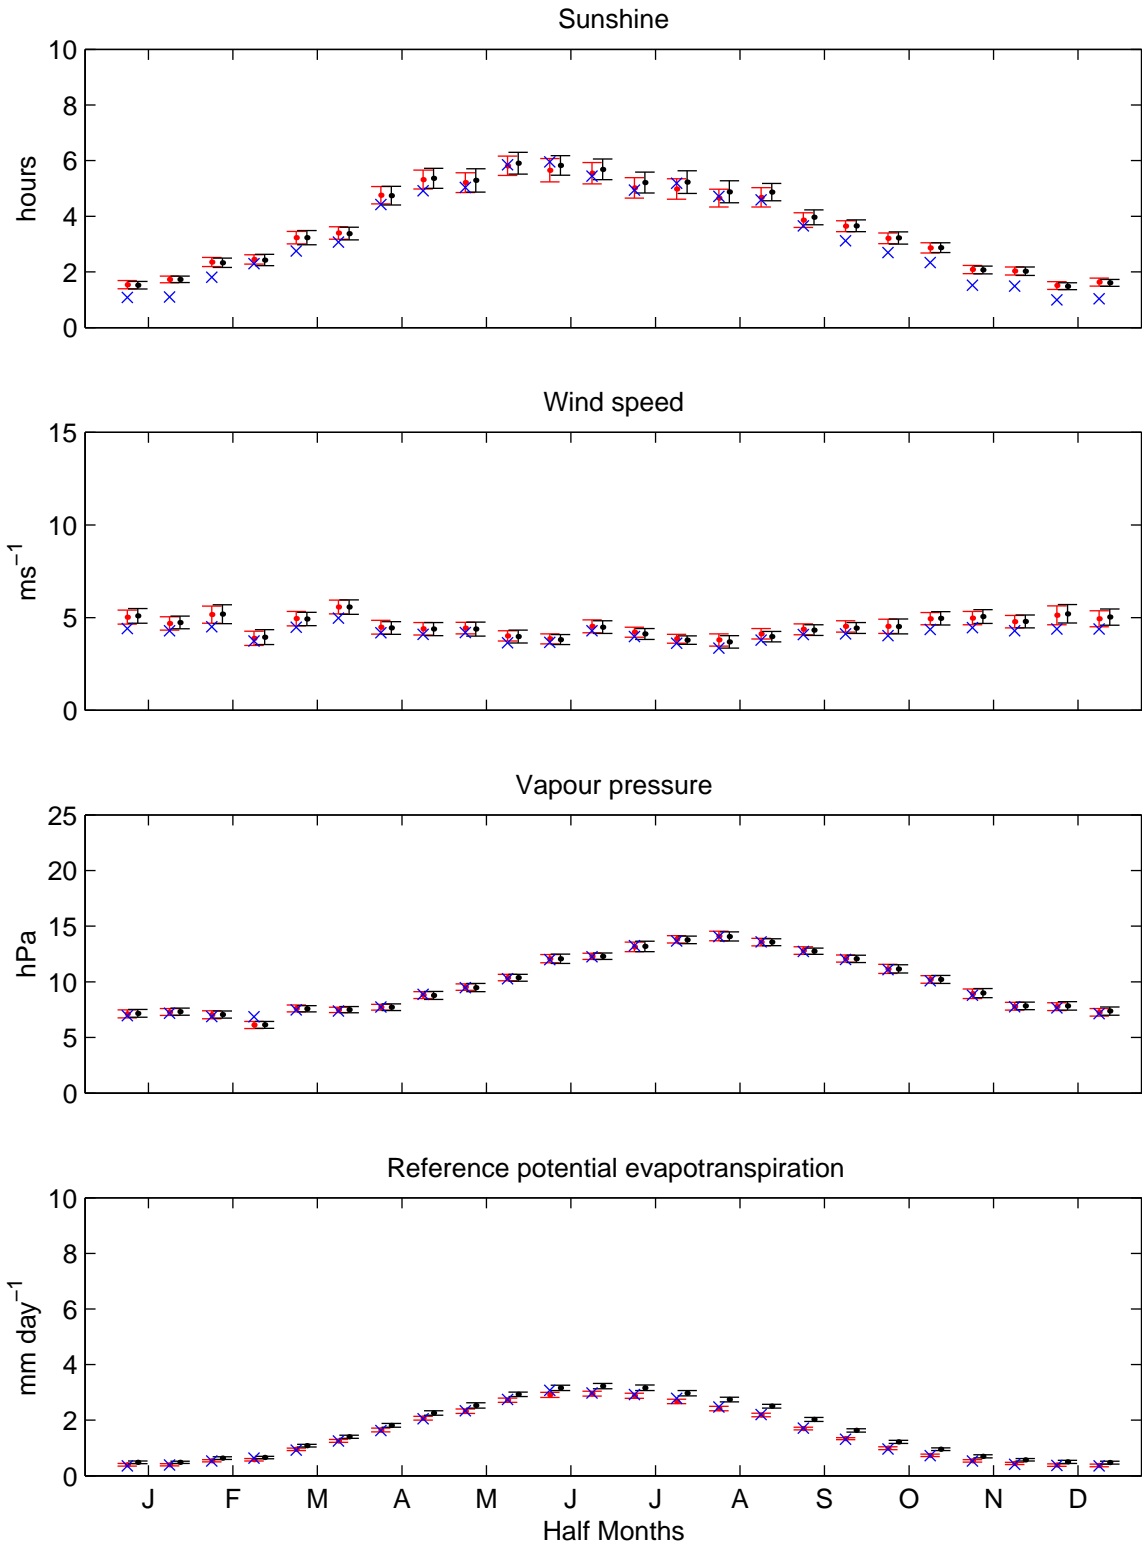 Sunshine
10
8
6
4
2
0
hours
Wind speed
15
10
5
0
ms−1
Vapour pressure
25
20
15
10
5
0
hPa
Reference potential evapotranspiration
10
8
6
4
2
0
mm day−1
J F M A M J J A S O N D
Half Months